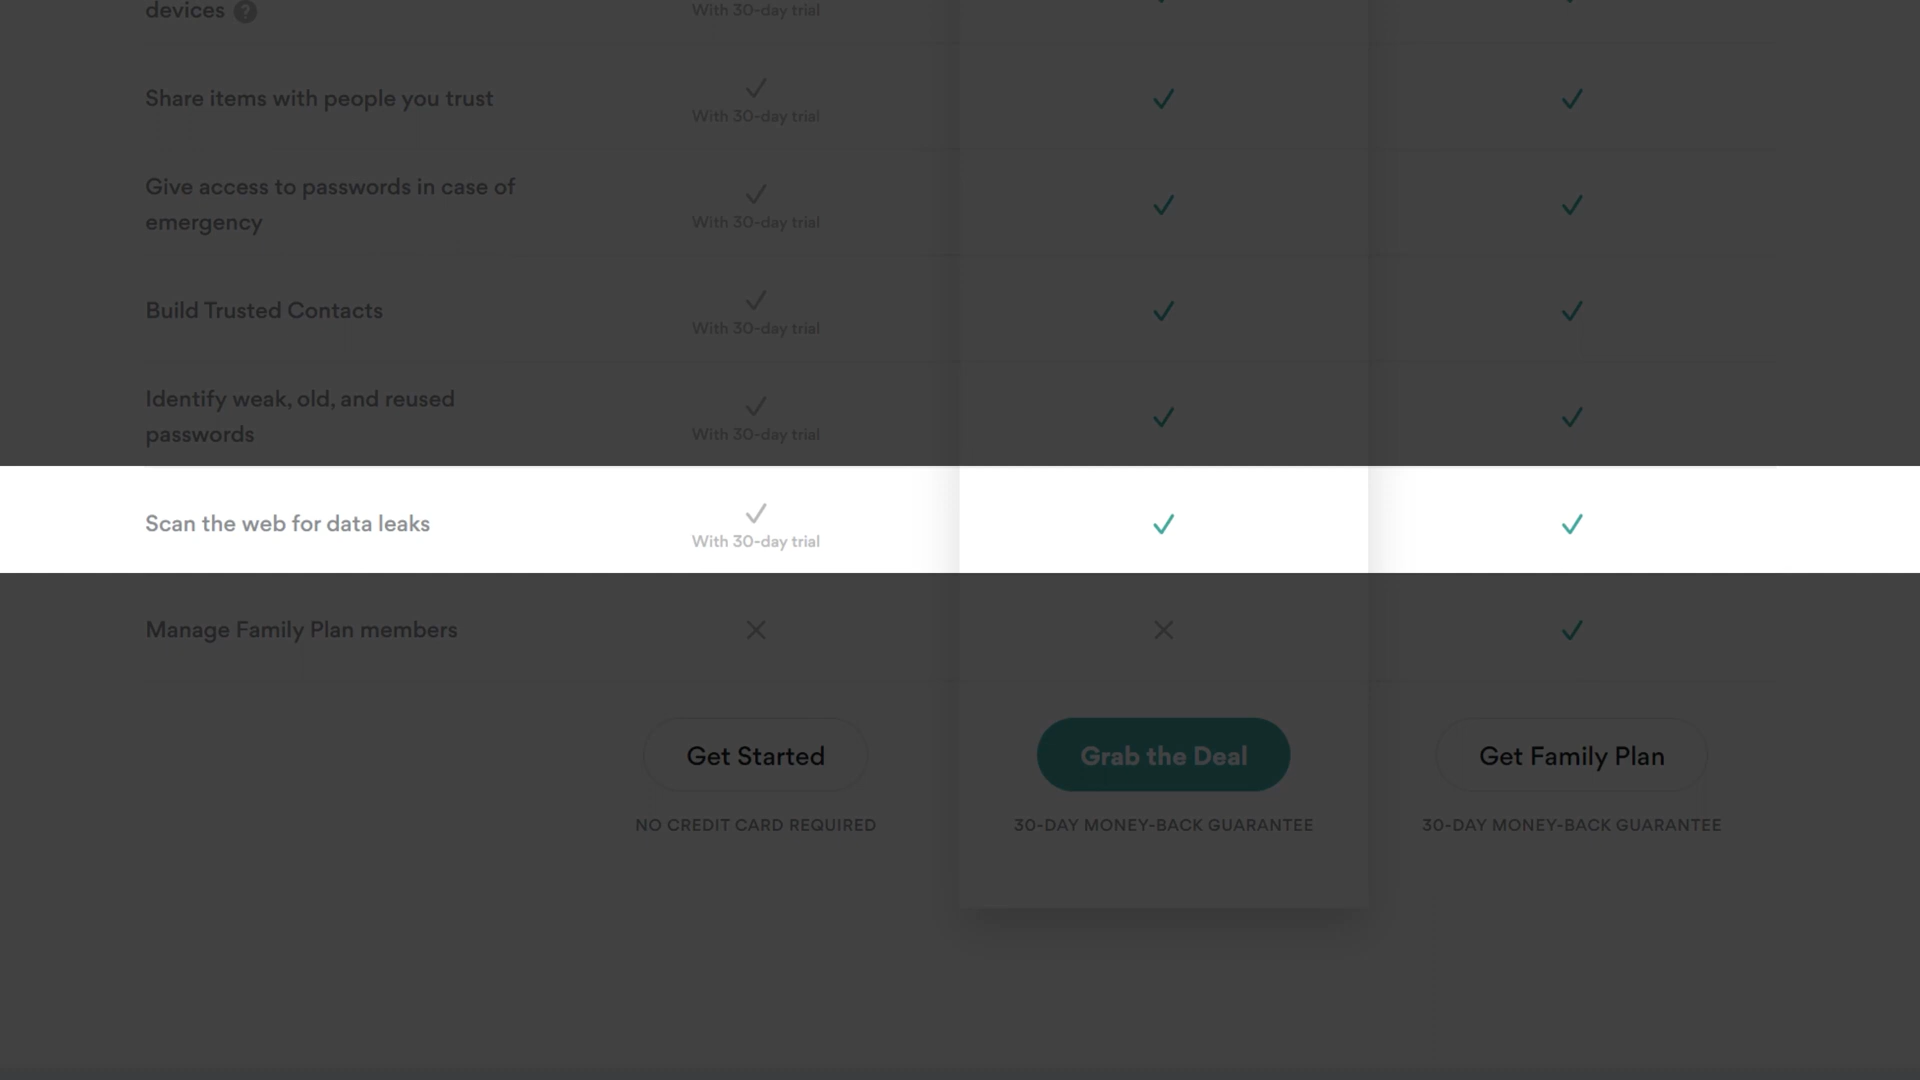 devices ?
With 30-day trial
Share items with people you trust
With 30-day trial
Give access to passwords in case of
emergency
With 30-day trial
Build Trusted Contacts
With 30-day trial
Identify weak, old, and reused
passwords
With 30-day trial
Scan the web for data leaks
With 30-day trial
Manage Family Plan members
Get Started
Grab the Deal
Get Family Plan
NO CREDIT CARD REQUIRED
30-DAY MONEY-BACK GUARANTEE
30-DAY MONEY-BACK GUARANTEE